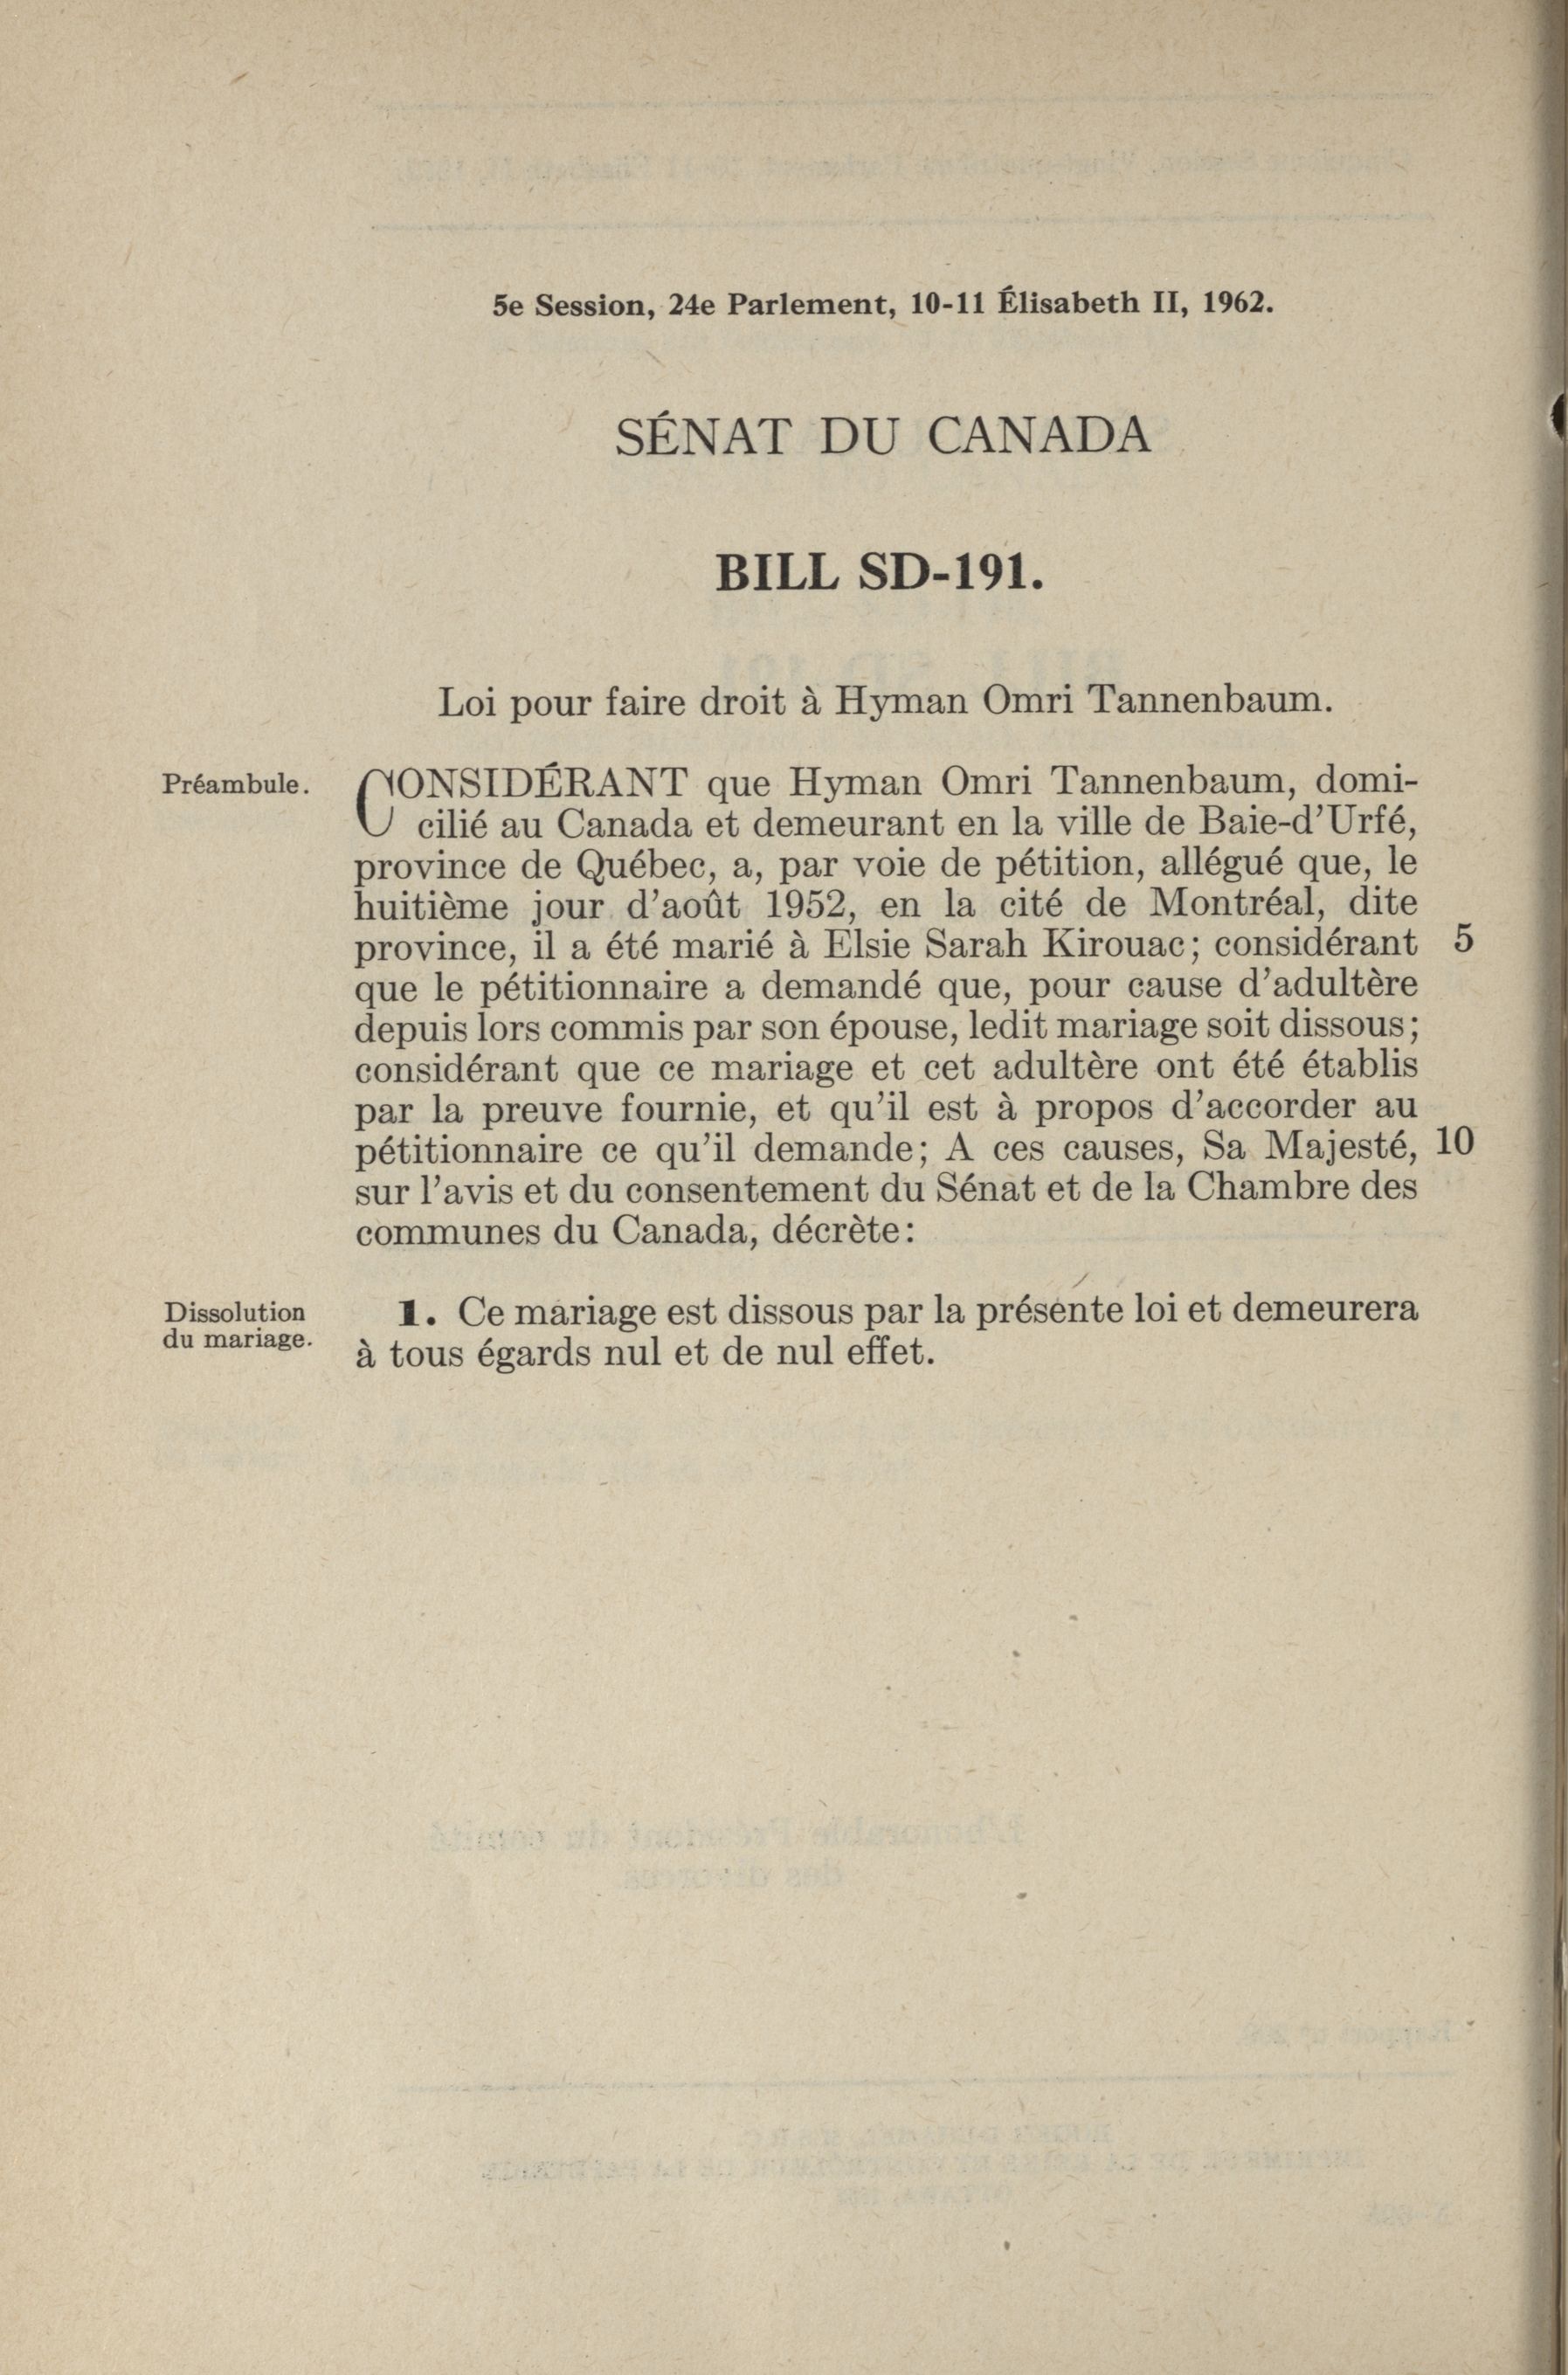 5e Session, 24e Parlement, 10-11 Élisabeth II, 1962.
SÉNAT DU CANADA
BILL SD-191.
Loi pour faire droit à Hyman Omri Tannenbaum.
Préambule.
CONSIDÉRANT que Hyman Omri Tannenbaum, domi-
cilié au Canada et demeurant en la ville de Baie-d'Urfé,
province de Québec, a, par voie de pétition, allégué que, le
huitième jour d'août 1952, en la cité de Montréal, dite
province, il a été marié à Elsie Sarah Kirouac; considérant 5
que le pétitionnaire a demandé que, pour cause d'adultère
depuis lors commis par son épouse, ledit mariage soit dissous;
considérant que ce mariage et cet adultère ont été établis
par la preuve fournie, et qu'il est à propos d'accorder au
pétitionnaire ce qu'il demande; A ces causes, Sa Majesté, 10
sur l'avis et du consentement du Sénat et de la Chambre des
communes du Canada, décrète:
Dissolution
du mariage.
1. Ce mariage est dissous par la présente loi et demeurera
à tous égards nul et de nul effet.